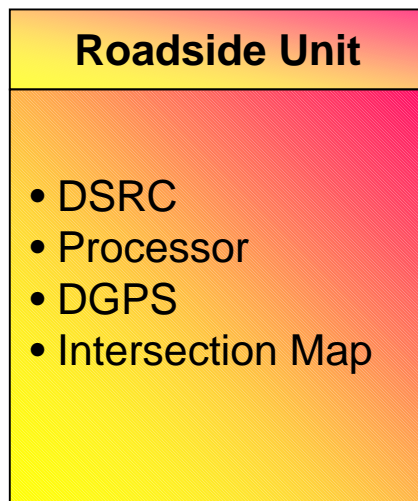 Roadside Unit
• DSRC
• Processor
• DGPS
• Intersection Map